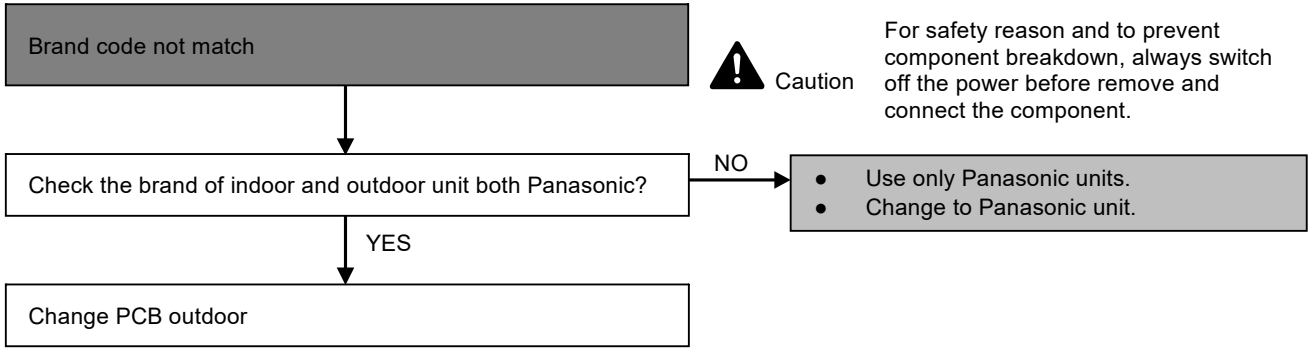 Brand code not match
Caution
For safety reason and to prevent
component breakdown, always switch
off the power before remove and
connect the component.
Check the brand of indoor and outdoor unit both Panasonic?
NO
● Use only Panasonic units.
● Change to Panasonic unit.
YES
Change PCB outdoor